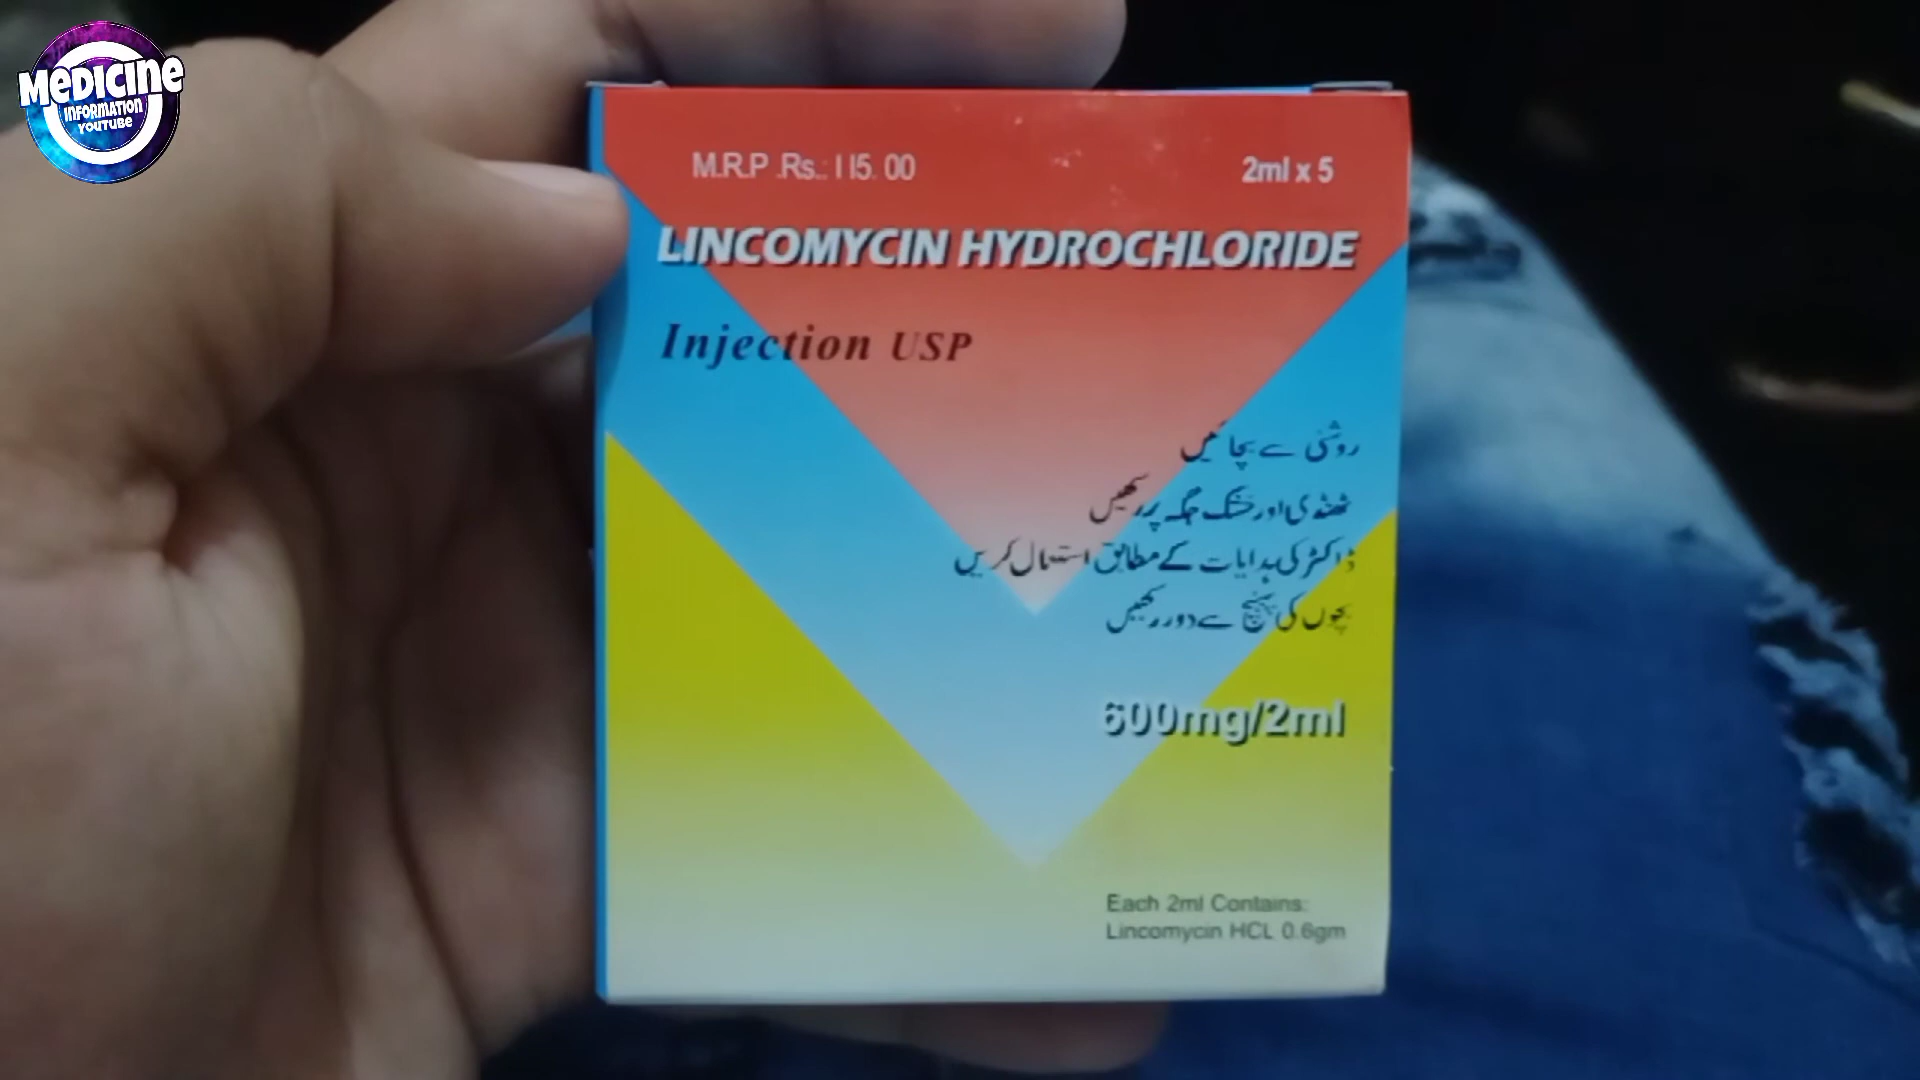 MEDICINE
INFORMATION
YOUTUBE
M.R.P .Rs.: 115. 00
2ml x 5
LINCOMYCIN HYDROCHLORIDE
Injection USP
روشنی سے بچائیں
ٹھنڈی اور خشک جگہ پر رکھیں
ڈاکٹر کی ہدایات کے مطابق استعمال کریں
بچوں کی پہنچ سے دور رکھیں
600mg/2ml
Each 2ml Contains:
Lincomycin HCL 0.6gm